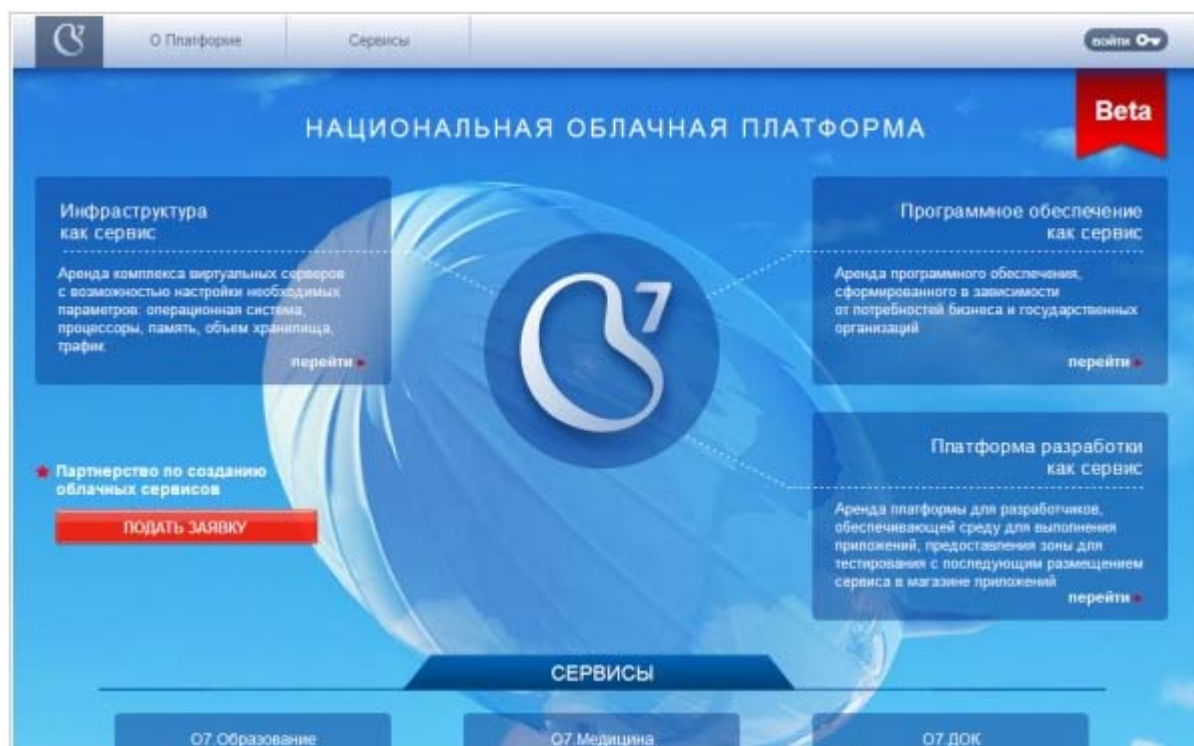 О7
О Платформе
Сервисы
войти
Beta
НАЦИОНАЛЬНАЯ ОБЛАЧНАЯ ПЛАТФОРМА
Инфраструктура
как сервис
Аренда комплекса виртуальных серверов
с возможностью настройки необходимых
параметров: операционная система,
процессоры, память, объем хранилища,
трафик.
перейти
Программное обеспечение
как сервис
Аренда программного обеспечения,
сформированного в зависимости
от потребностей бизнеса и государственных
организаций
перейти
О7
Партнерство по созданию
облачных сервисов
ПОДАТЬ ЗАЯВКУ
Платформа разработки
как сервис
Аренда платформы для разработчиков,
обеспечивающей среду для выполнения
приложений, предоставления зоны для
тестирования с последующим размещением
сервиса в магазине приложений
перейти
СЕРВИСЫ
О7.Образование
О7.Медицина
О7.ДОК